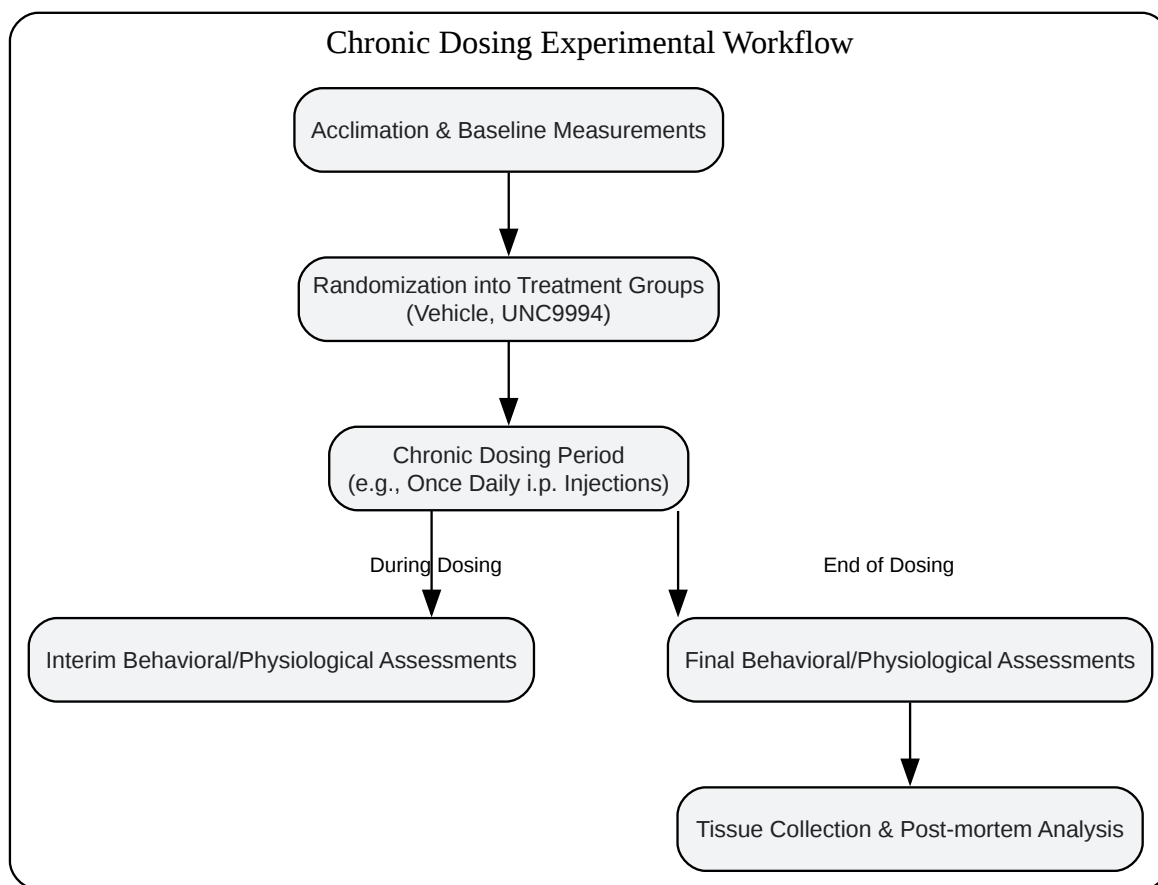 Chronic Dosing Experimental Workflow
Acclimation & Baseline Measurements
Randomization into Treatment Groups
(Vehicle, UNC9994)
Chronic Dosing Period
(e.g., Once Daily i.p. Injections)
During Dosing
End of Dosing
Interim Behavioral/Physiological Assessments
Final Behavioral/Physiological Assessments
Tissue Collection & Post-mortem Analysis